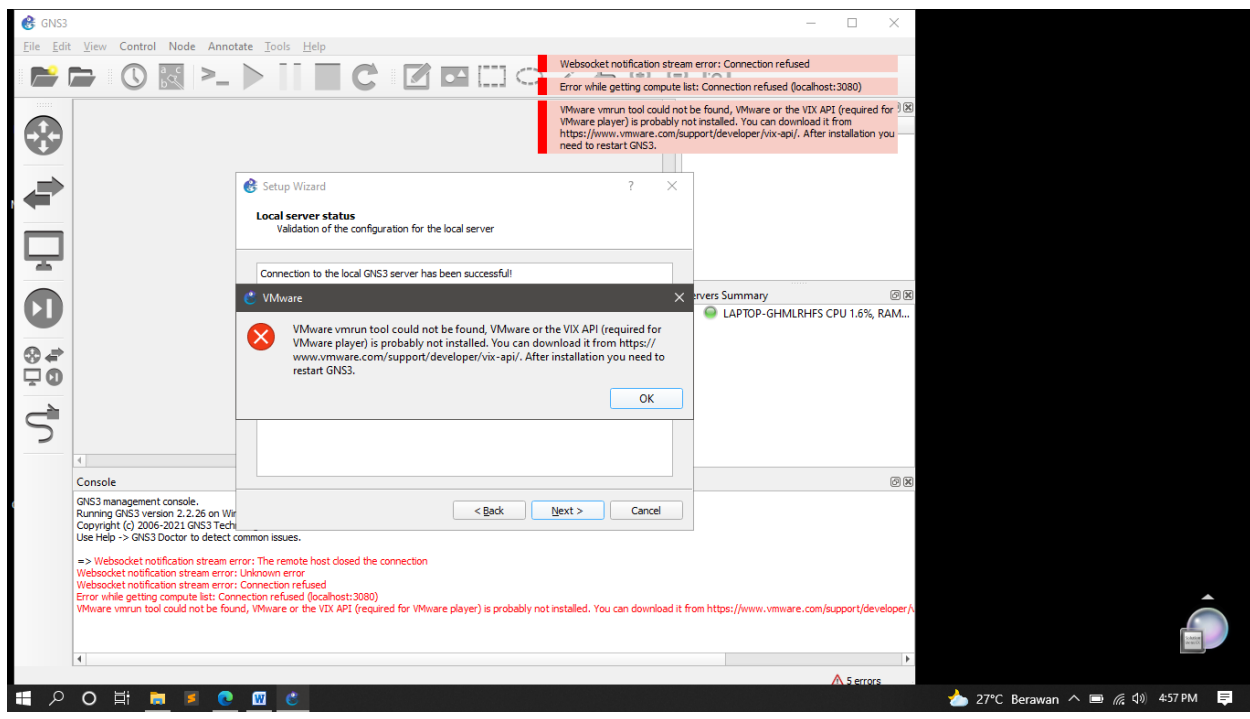 GNS3
File Edit View Control Node Annotate Tools Help
Websocket notification stream error: Connection refused
Error while getting compute list: Connection refused (localhost:3080)
VMware vmrun tool could not be found, VMware or the VIX API (required for
VMware player) is probably not installed. You can download it from
https://www.vmware.com/support/developer/vix-api/. After installation you
need to restart GNS3.
Setup Wizard
Local server status
Validation of the configuration for the local server
Connection to the local GNS3 server has been successful!
VMware
VMware vmrun tool could not be found, VMware or the VIX API (required for
VMware player) is probably not installed. You can download it from https://
www.vmware.com/support/developer/vix-api/. After installation you need to
restart GNS3.
OK
ervers Summary
LAPTOP-GHMLRHFS CPU 1.6%, RAM...
< Back Next > Cancel
Console
GNS3 management console.
Running GNS3 version 2.2.26 on Wi
Copyright (c) 2006-2021 GNS3 Tech
Use Help -> GNS3 Doctor to detect common issues.
=> Websocket notification stream error: The remote host closed the connection
Websocket notification stream error: Unknown error
Websocket notification stream error: Connection refused
Error while getting compute list: Connection refused (localhost:3080)
VMware vmrun tool could not be found, VMware or the VIX API (required for VMware player) is probably not installed. You can download it from https://www.vmware.com/support/developer/v
5 errors
27°C Berawan 4:57 PM